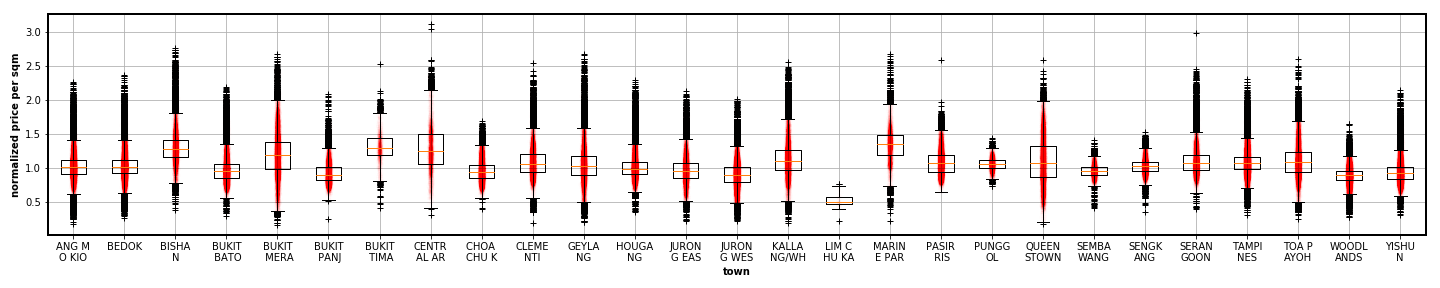 normalized price per sqm
3.0
2.5
2.0
1.5
1.0
0.5
ANG M
O KIO
BEDOK
BISHA
N
BUKIT
BATO
BUKIT
MERA
BUKIT
PANJ
BUKIT
TIMA
CENTR
AL AR
CHOA
CHU K
CLEME
NTI
GEYLA
NG
HOUGA
NG
JURON
G EAS
JURON
G WES
KALLA
NG/WH
LIM C
HU KA
MARIN
E PAR
PASIR
RIS
PUNGG
OL
QUEEN
STOWN
SEMBA
WANG
SENGK
ANG
SERAN
GOON
TAMPI
NES
TOA P
AYOH
WOODL
ANDS
YISHU
N
town